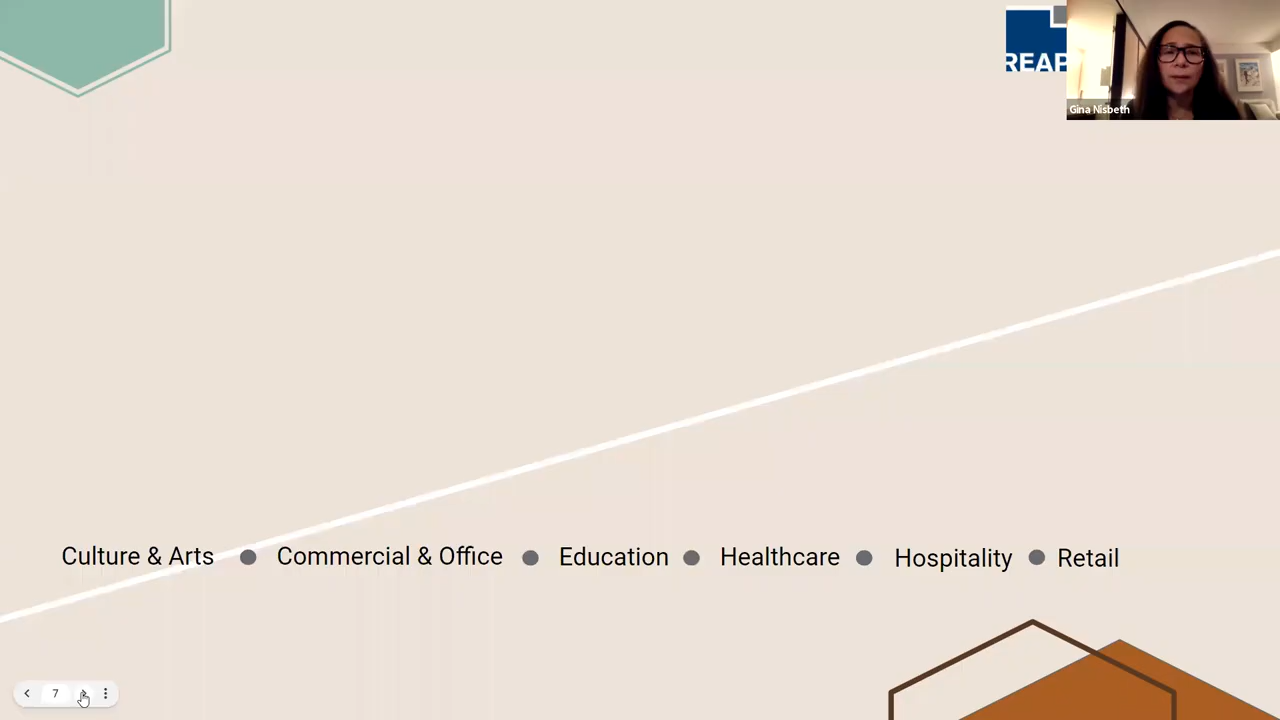 REAP
Gina Nisbeth
Culture & Arts ● Commercial & Office ● Education ● Healthcare ● Hospitality ● Retail
7